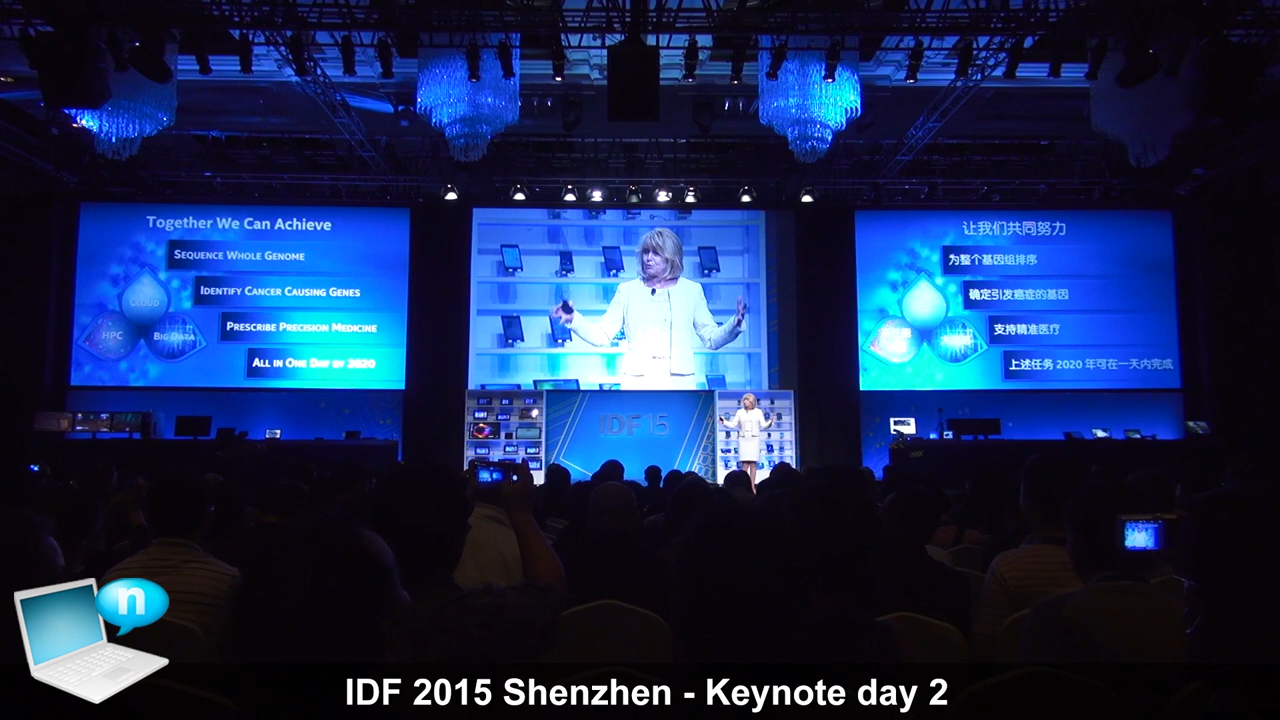 Together We Can Achieve
SEQUENCE WHOLE GENOME
IDENTIFY CANCER CAUSING GENES
CLOUD
PRESCRIBE PRECISION MEDICINE
HPC
BIG DATA
ALL IN ONE DAY BY 2020
IDF15
让我们共同努力
为整个基因组排序
确定引发癌症的基因
支持精准医疗
上述任务 2020 年可在一天内完成
n
IDF 2015 Shenzhen - Keynote day 2